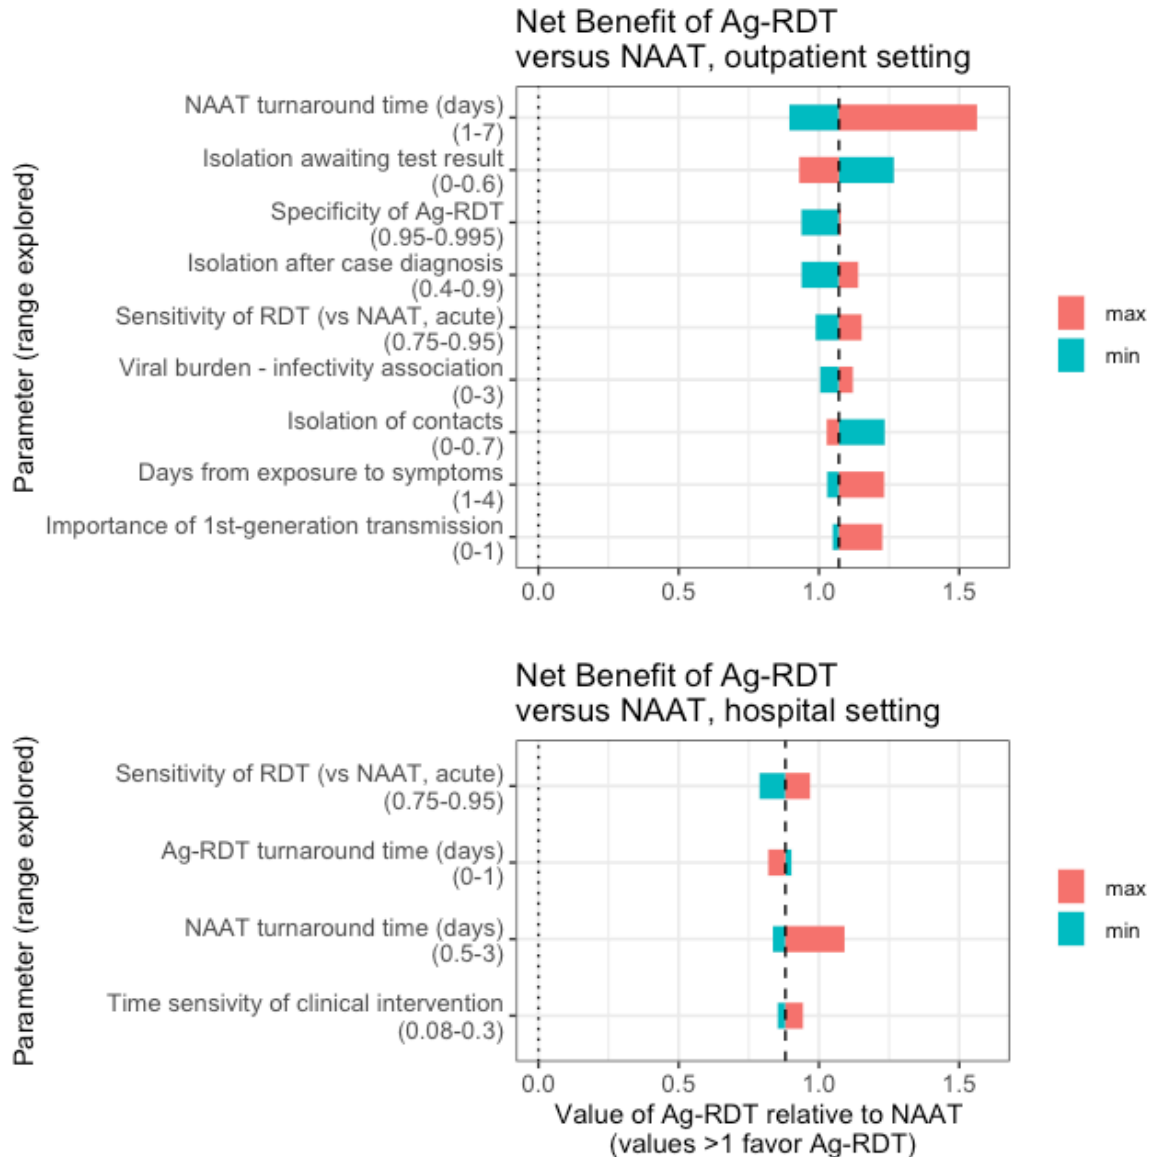 Net Benefit of Ag-RDT
versus NAAT, outpatient setting
Parameter (range explored)
NAAT turnaround time (days)
(1-7)
Isolation awaiting test result
(0-0.6)
Specificity of Ag-RDT
(0.95-0.995)
Isolation after case diagnosis
(0.4-0.9)
Sensitivity of RDT (vs NAAT, acute)
(0.75-0.95)
Viral burden - infectivity association
(0-3)
Isolation of contacts
(0-0.7)
Days from exposure to symptoms
(1-4)
Importance of 1st-generation transmission
(0-1)
0.0 0.5 1.0 1.5
max
min
Net Benefit of Ag-RDT
versus NAAT, hospital setting
Parameter (range explored)
Sensitivity of RDT (vs NAAT, acute)
(0.75-0.95)
Ag-RDT turnaround time (days)
(0-1)
NAAT turnaround time (days)
(0.5-3)
Time sensivity of clinical intervention
(0.08-0.3)
0.0 0.5 1.0 1.5
max
min
Value of Ag-RDT relative to NAAT
(values >1 favor Ag-RDT)